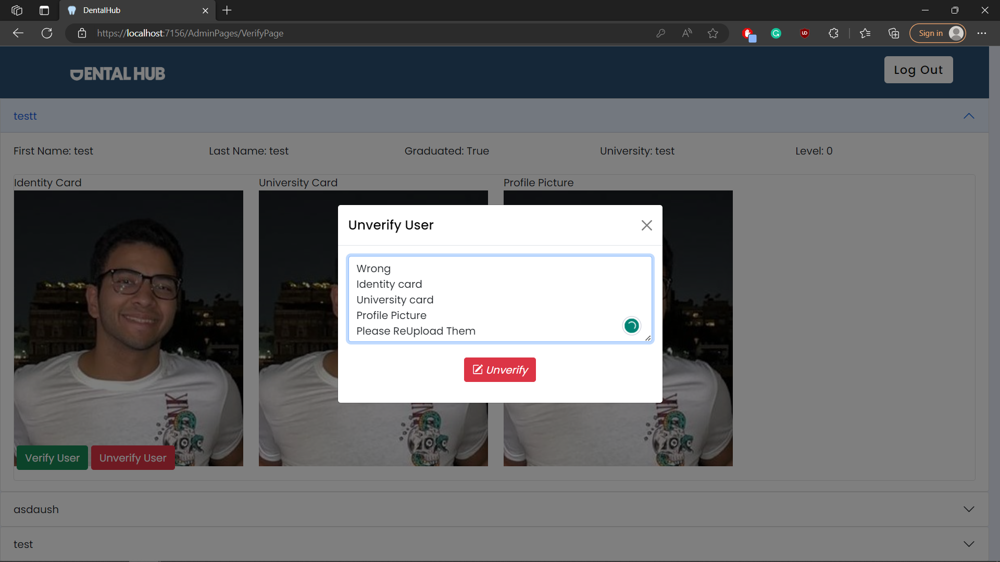 DentalHub
https://localhost:7156/AdminPages/VerifyPage
Sign in
DENTAL HUB
Log Out
testt
First Name: test
Last Name: test
Graduated: True
University: test
Level: 0
Identity Card
University Card
Profile Picture
Unverify User
Wrong
Identity card
University card
Profile Picture
Please ReUpload Them
Unverify
Verify User
Unverify User
asdaush
test